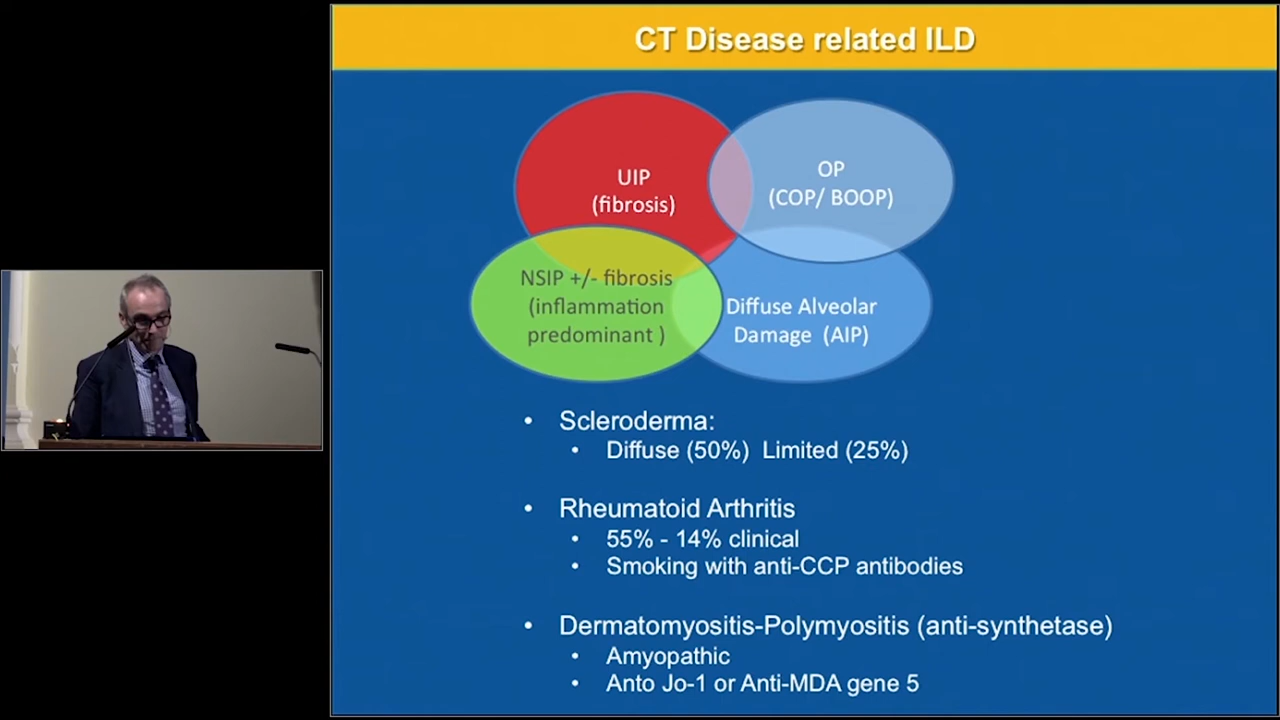 CT Disease related ILD
UIP
(fibrosis)
OP
(COP/ BOOP)
NSIP +/- fibrosis
(inflammation
predominant )
Diffuse Alveolar
Damage (AIP)
• Scleroderma:
• Diffuse (50%) Limited (25%)
• Rheumatoid Arthritis
• 55% - 14% clinical
• Smoking with anti-CCP antibodies
• Dermatomyositis-Polymyositis (anti-synthetase)
• Amyopathic
• Anto Jo-1 or Anti-MDA gene 5